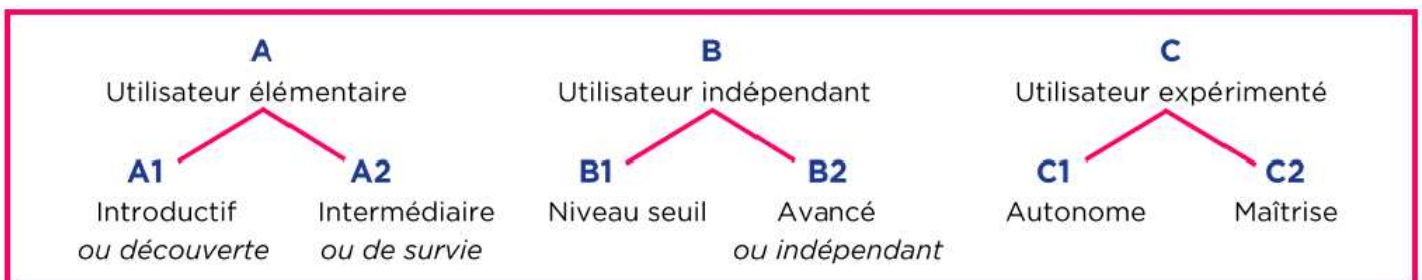 A
Utilisateur élémentaire
A1
Introductif
ou découverte
A2
Intermédiaire
ou de survie
B
Utilisateur indépendant
B1
Niveau seuil
B2
Avancé
ou indépendant
C
Utilisateur expérimenté
C1
Autonome
C2
Maîtrise